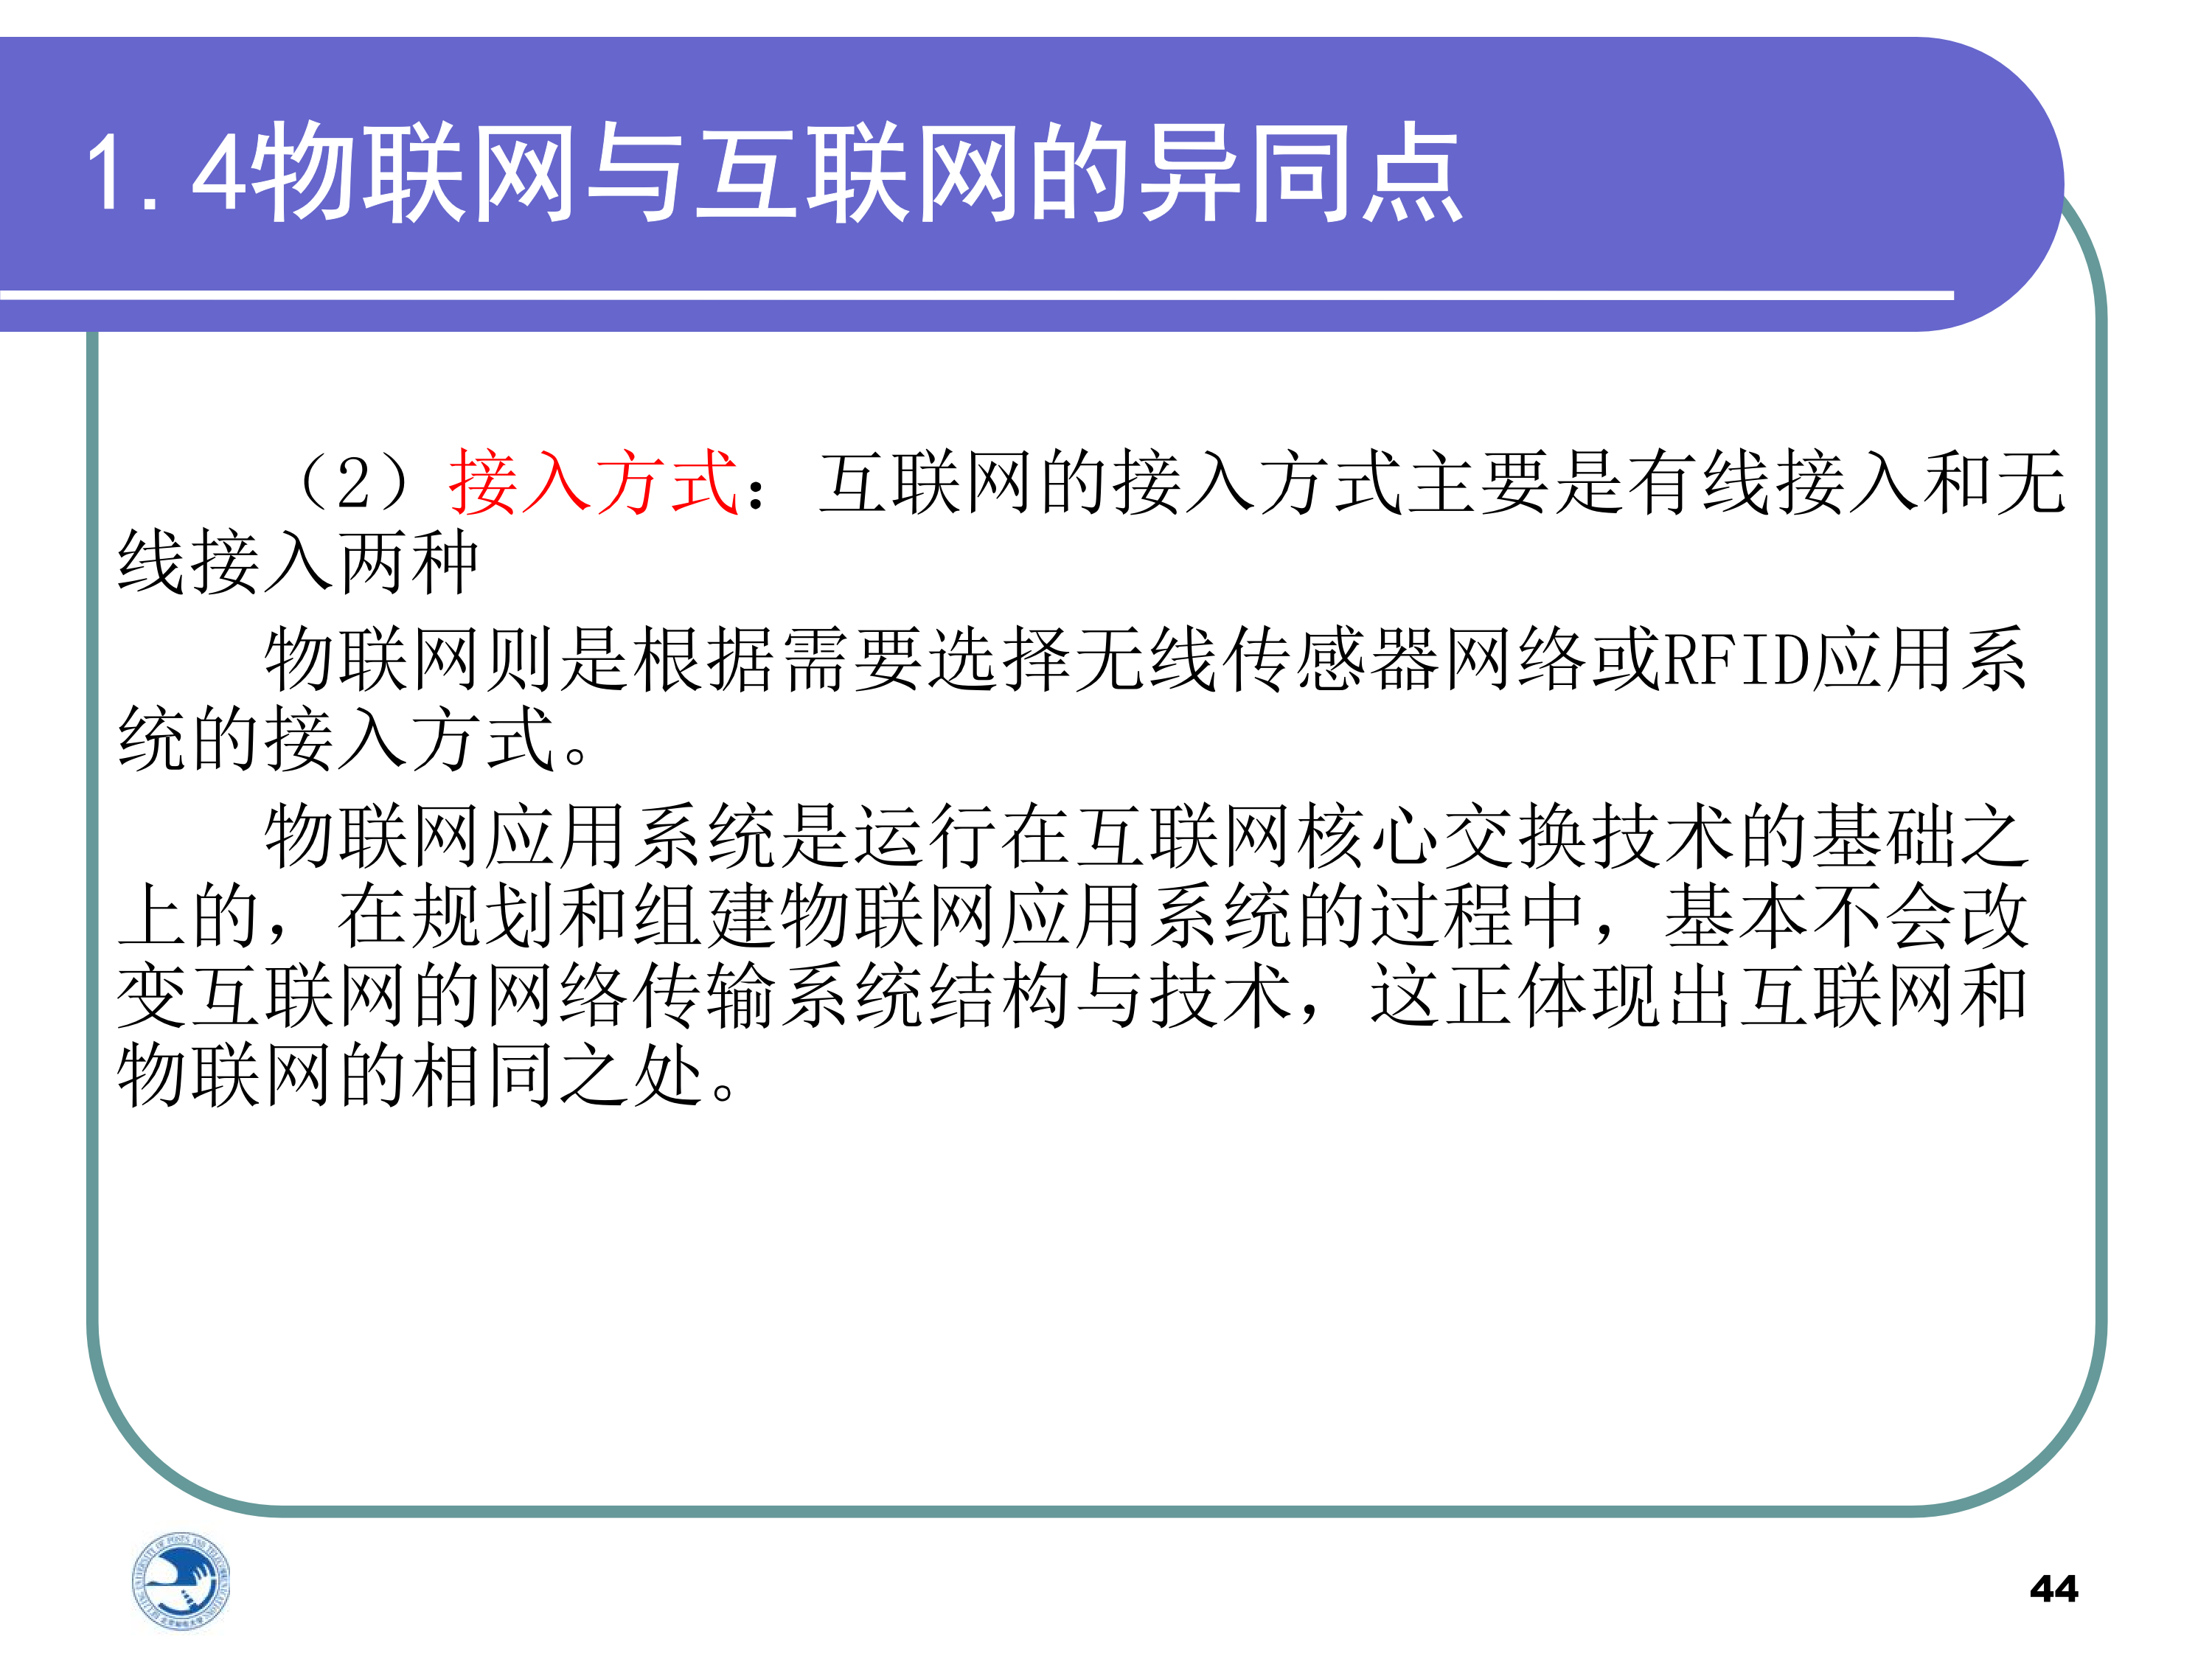 1.4物联网与互联网的异同点
（2）接入方式：互联网的接入方式主要是有线接入和无
线接入两种
物联网则是根据需要选择无线传感器网络或RFID应用系
统的接入方式。
物联网应用系统是运行在互联网核心交换技术的基础之
上的，在规划和组建物联网应用系统的过程中，基本不会改
变互联网的网络传输系统结构与技术，这正体现出互联网和
物联网的相同之处。
44